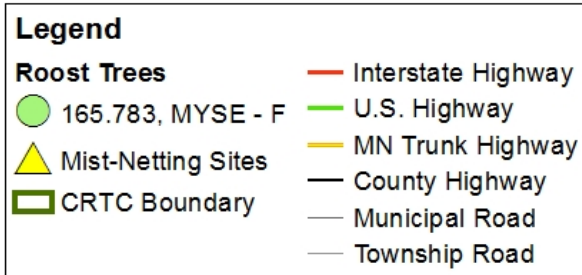 Legend
Roost Trees
165.783, MYSE - F
Mist-Netting Sites
CRTC Boundary
Interstate Highway
U.S. Highway
MN Trunk Highway
County Highway
Municipal Road
Township Road